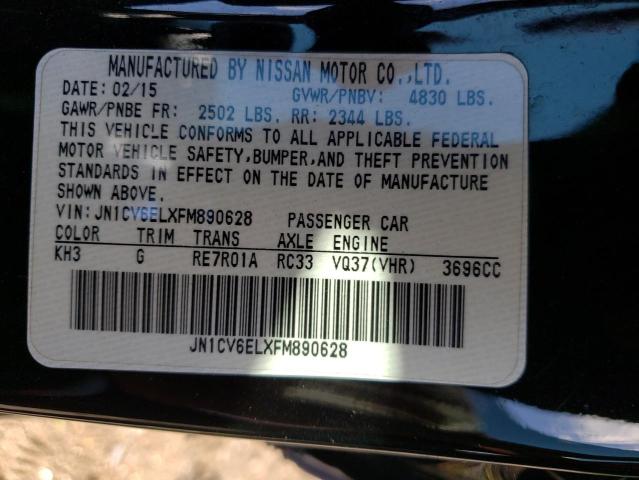 MANUFACTURED BY NISSAN MOTOR CO.,LTD.
DATE: 02/15 GVWR/PNBV: 4830 LBS.
GAWR/PNBE FR: 2502 LBS. RR: 2344 LBS.
THIS VEHICLE CONFORMS TO ALL APPLICABLE FEDERAL
MOTOR VEHICLE SAFETY,BUMPER,AND THEFT PREVENTION
STANDARDS IN EFFECT ON THE DATE OF MANUFACTURE
SHOWN ABOVE.
VIN:JN1CV6ELXFM890628 PASSENGER CAR
COLOR TRIM TRANS AXLE ENGINE
KH3 G RE7R01A RC33 VQ37(VHR) 3696CC
JN1CV6ELXFM890628